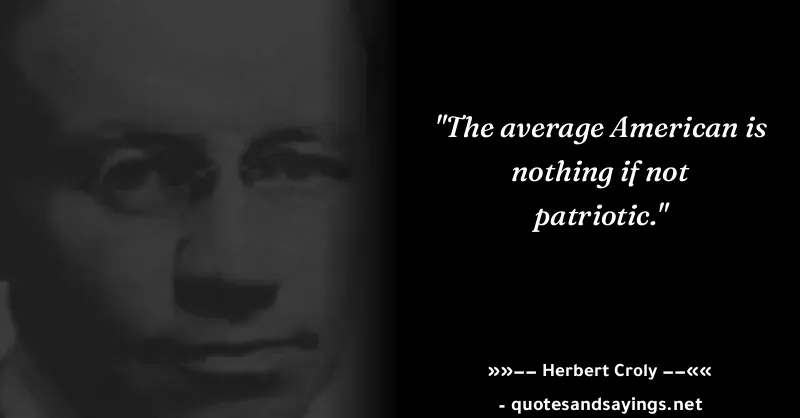 "The average American is
nothing if not
patriotic."
»»–– Herbert Croly ––««
- quotesandsayings.net